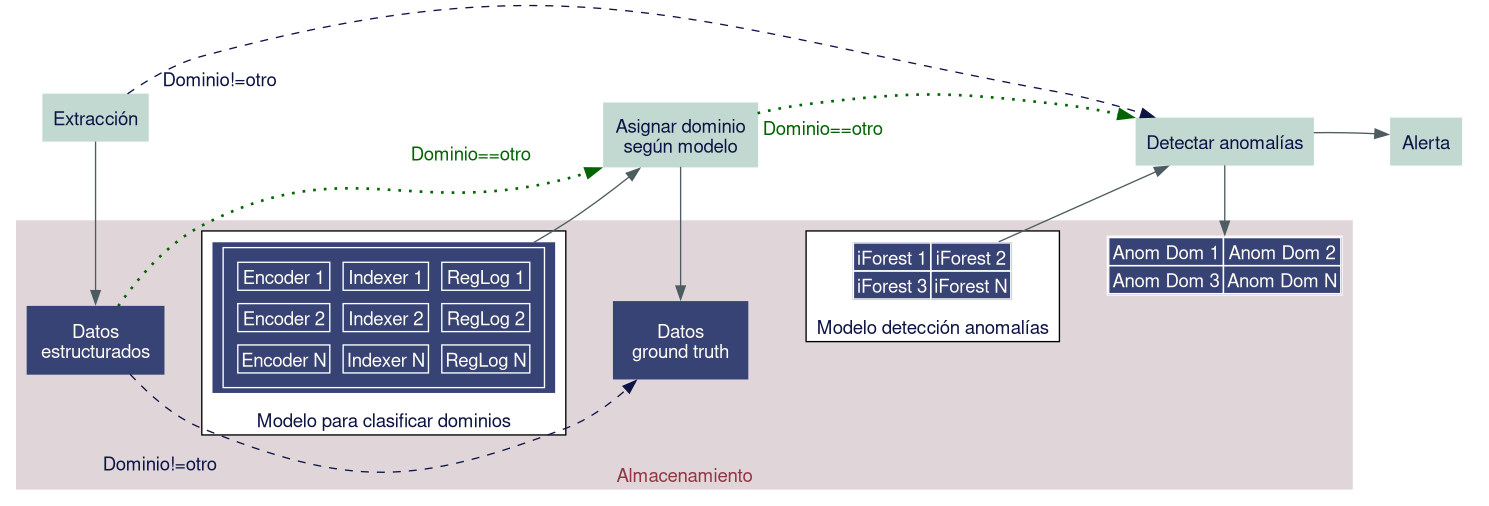 Dominio!=otro
Extracción
Asignar dominio
según modelo
Dominio==otro
Detectar anomalías
Alerta
Dominio==otro
Encoder 1 Indexer 1 RegLog 1
Encoder 2 Indexer 2 RegLog 2
Encoder N Indexer N RegLog N
Modelo para clasificar dominios
Datos
estructurados
Datos
ground truth
iForest 1 iForest 2
iForest 3 iForest N
Modelo detección anomalías
Anom Dom 1 Anom Dom 2
Anom Dom 3 Anom Dom N
Dominio!=otro
Almacenamiento